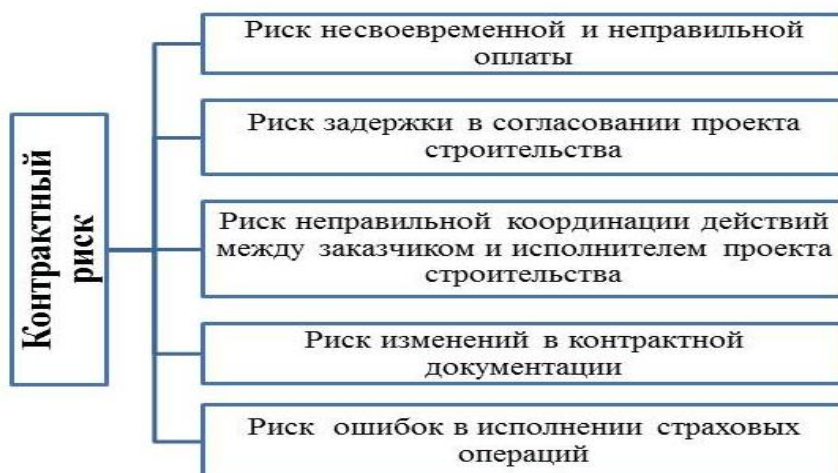 Контрактный
риск
Риск несвоевременной и неправильной
оплаты
Риск задержки в согласовании проекта
строительства
Риск неправильной координации действий
между заказчиком и исполнителем проекта
строительства
Риск изменений в контрактной
документации
Риск ошибок в исполнении страховых
операций